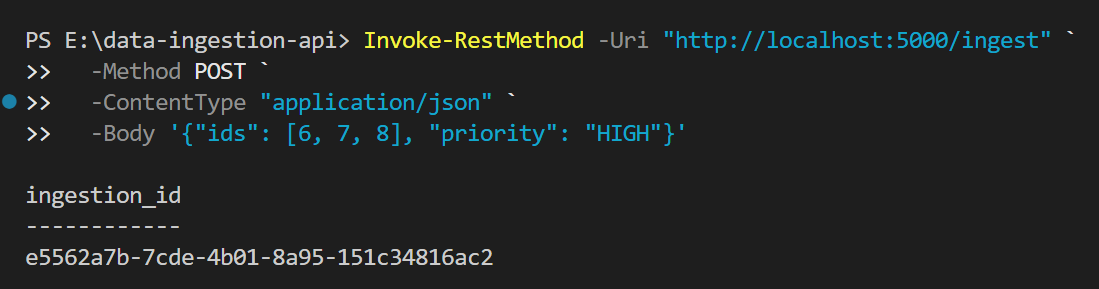 PS E:\data-ingestion-api> Invoke-RestMethod -Uri "http://localhost:5000/ingest" `
>>   -Method POST `
>>   -ContentType "application/json" `
>>   -Body '{"ids": [6, 7, 8], "priority": "HIGH"}'
ingestion_id
------------
e5562a7b-7cde-4b01-8a95-151c34816ac2